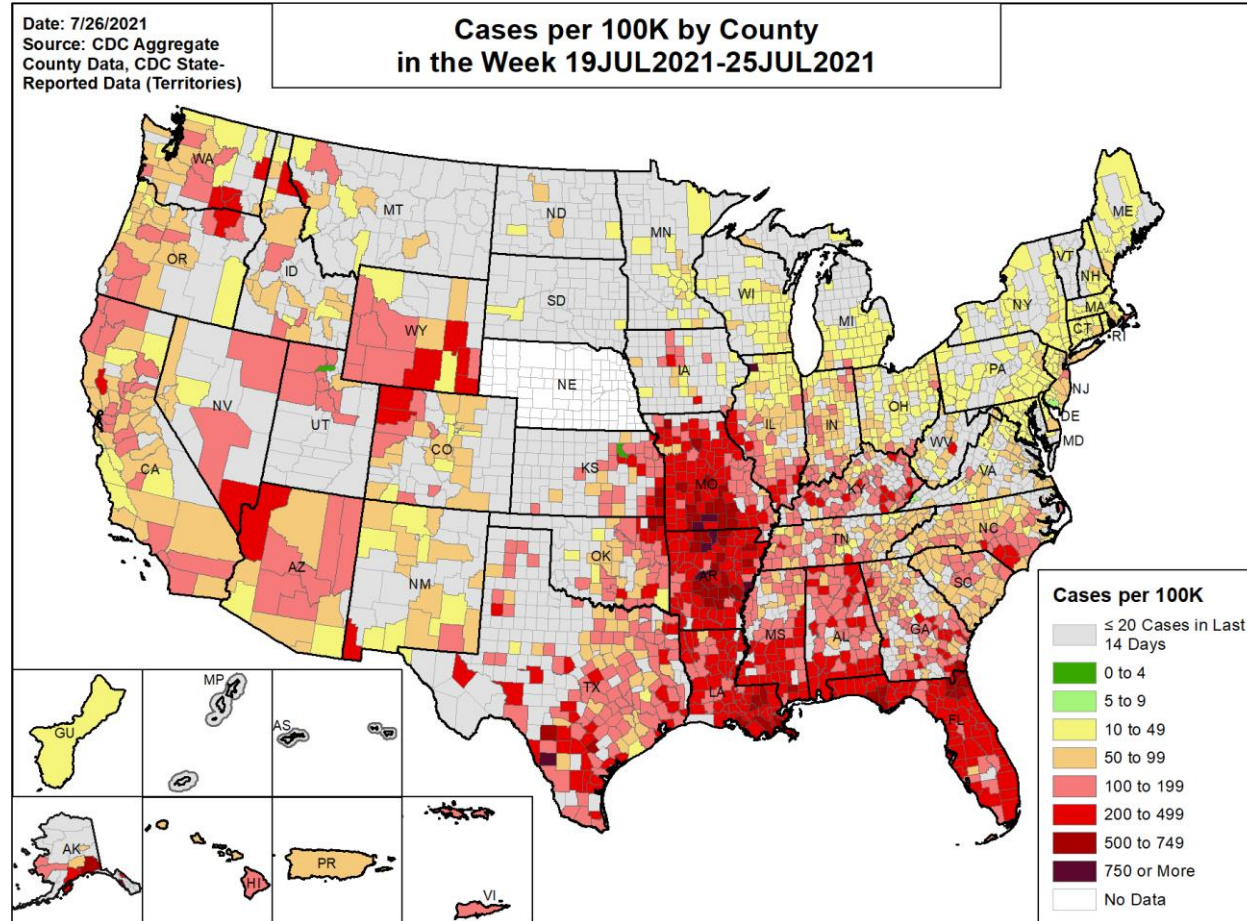 Date: 7/26/2021
Source: CDC Aggregate
County Data, CDC State-
Reported Data (Territories)
Cases per 100K by County
in the Week 19JUL2021-25JUL2021
WA
MT
ND
MN
ME
OR
ID
SD
WI
MI
VT
NH
NY
MA
CT
RI
WY
IA
NE
PA
NJ
NV
UT
CO
IL
IN
OH
DE
MD
WV
VA
CA
KS
MO
KY
AZ
NM
OK
AR
TN
NC
SC
MS
AL
GA
TX
LA
FL
GU
MP
AS
AK
HI
PR
VI
Cases per 100K
≤ 20 Cases in Last
14 Days
0 to 4
5 to 9
10 to 49
50 to 99
100 to 199
200 to 499
500 to 749
750 or More
No Data